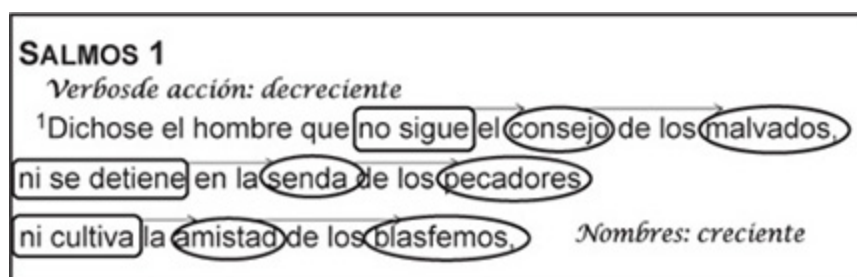 SALMOS 1
Verbosde acción: decreciente
¹Dichose el hombre que no sigue el consejo de los malvados,
ni se detiene en la senda de los pecadores
ni cultiva la amistad de los blasfemos, Nombres: creciente